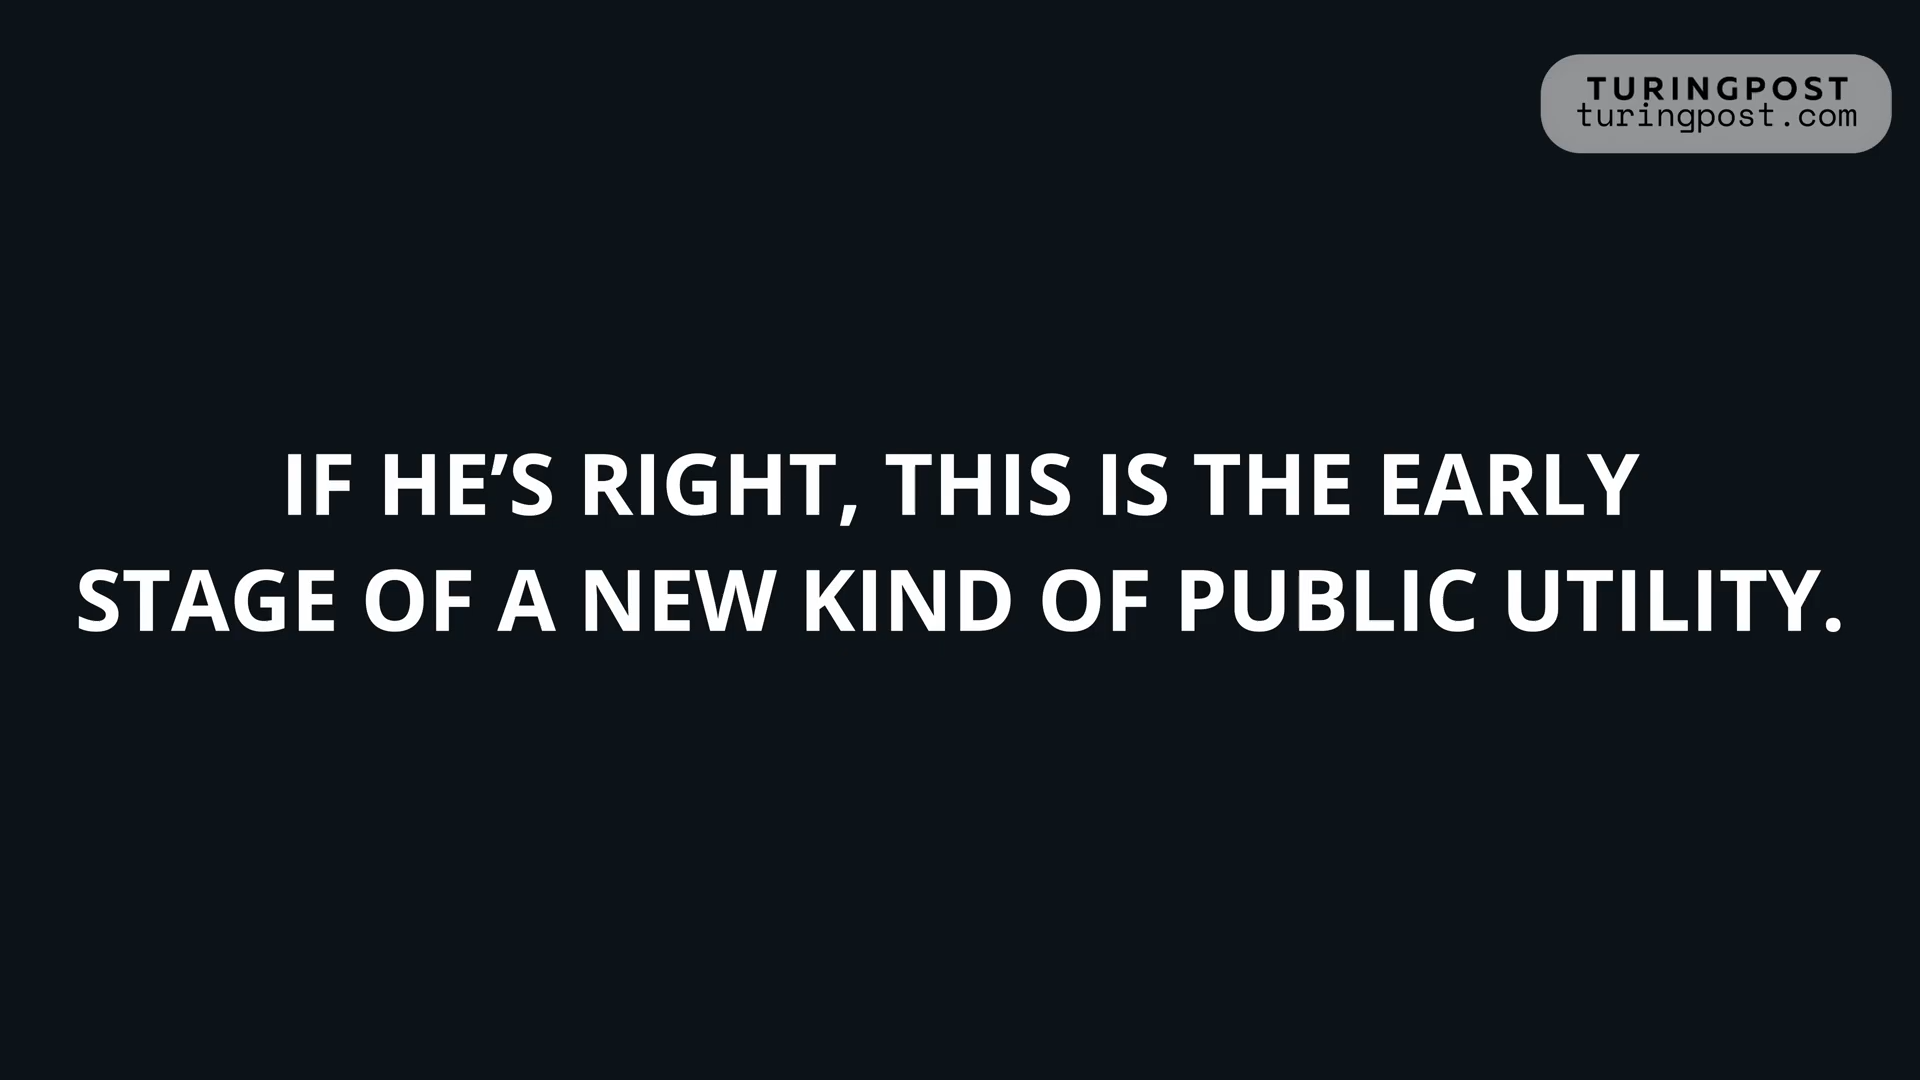 TURINGPOST
turingpost.com
IF HE’S RIGHT, THIS IS THE EARLY
STAGE OF A NEW KIND OF PUBLIC UTILITY.